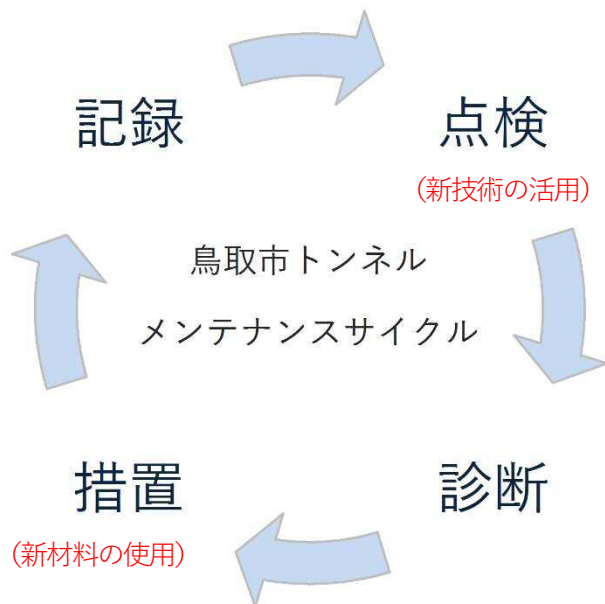 記録
点検
(新技術の活用)
鳥取市トンネル
メンテナンスサイクル
措置
(新材料の使用)
診断